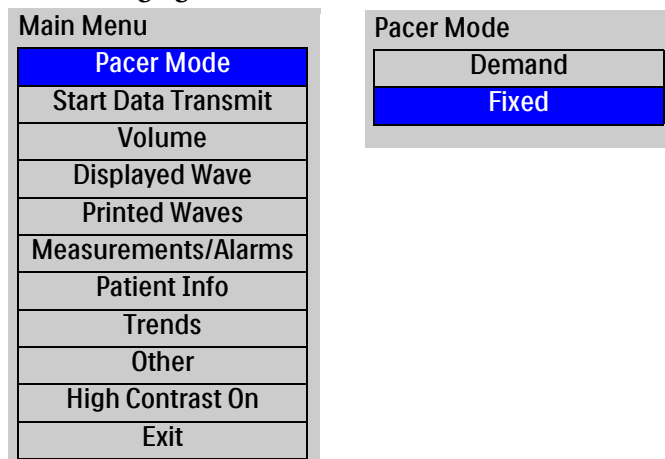 Main Menu
Pacer Mode
Start Data Transmit
Volume
Displayed Wave
Printed Waves
Measurements/Alarms
Patient Info
Trends
Other
High Contrast On
Exit
Pacer Mode
Demand
Fixed